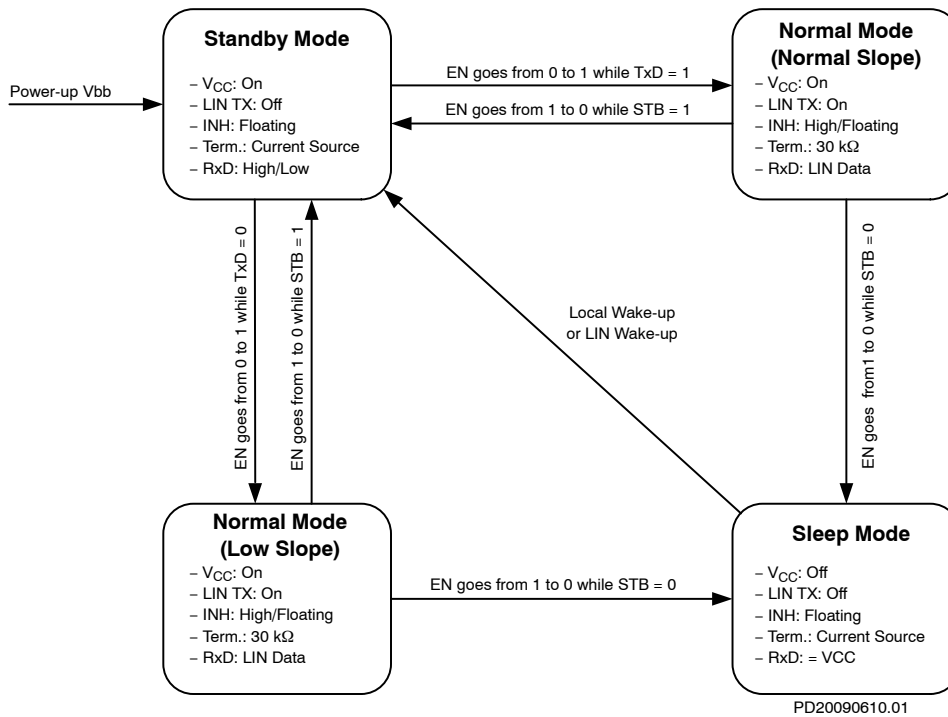 Power-up Vbb
Standby Mode
– VCC: On
– LIN TX: Off
– INH: Floating
– Term.: Current Source
– RxD: High/Low
EN goes from 0 to 1 while TxD = 1
EN goes from 1 to 0 while STB = 1
Normal Mode
(Normal Slope)
– VCC: On
– LIN TX: On
– INH: High/Floating
– Term.: 30 kΩ
– RxD: LIN Data
EN goes from 0 to 1 while TxD = 0
EN goes from 1 to 0 while STB = 1
Local Wake-up
or LIN Wake-up
EN goes from1 to 0 while STB = 0
Normal Mode
(Low Slope)
– VCC: On
– LIN TX: On
– INH: High/Floating
– Term.: 30 kΩ
– RxD: LIN Data
EN goes from 1 to 0 while STB = 0
Sleep Mode
– VCC: Off
– LIN TX: Off
– INH: Floating
– Term.: Current Source
– RxD: = VCC
PD20090610.01